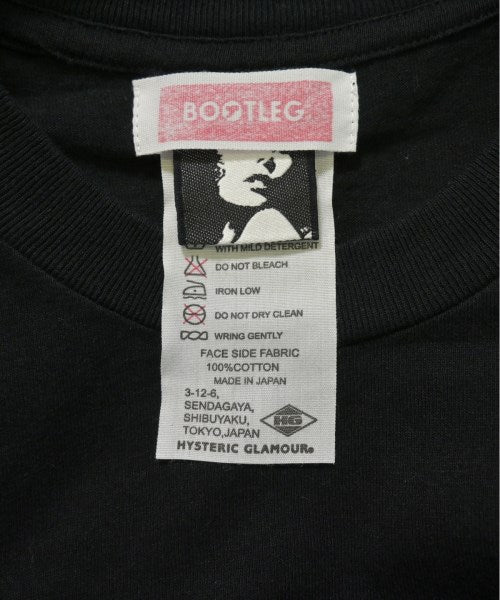 BOOTLEG
WITH MILD DETERGENT
DO NOT BLEACH
IRON LOW
DO NOT DRY CLEAN
WRING GENTLY
FACE SIDE FABRIC
100%COTTON
MADE IN JAPAN
3-12-6,
SENDAGAYA,
SHIBUYAKU,
TOKYO,JAPAN
HG
HYSTERIC GLAMOUR®